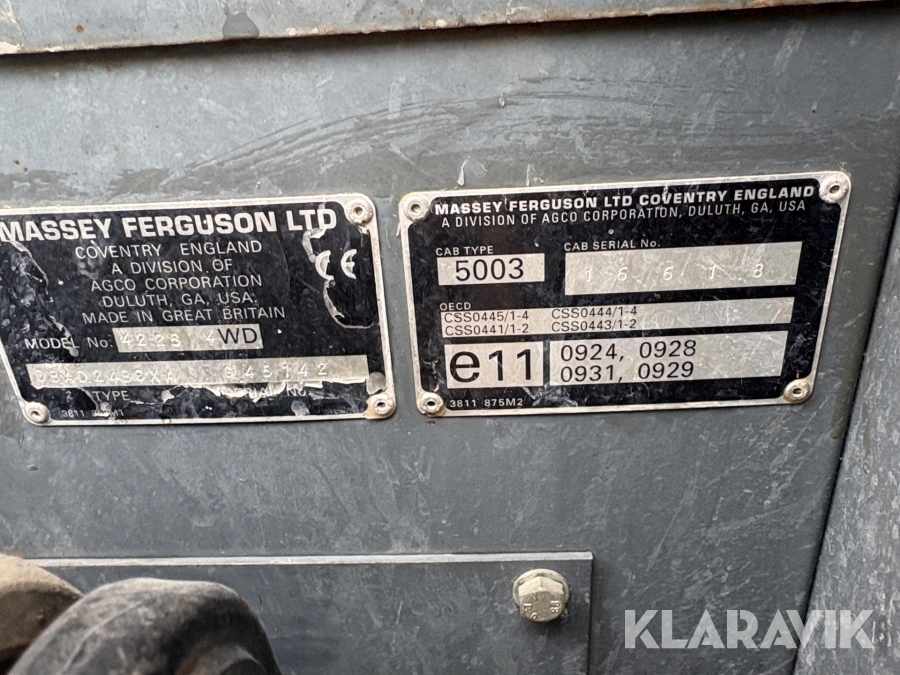 MASSEY FERGUSON LTD
COVENTRY ENGLAND
A DIVISION OF
AGCO CORPORATION
DULUTH, GA, USA.
MADE IN GREAT BRITAIN
CE
MODEL No. 4WD
TYPE SERIAL No.
MASSEY FERGUSON LTD COVENTRY ENGLAND
A DIVISION OF AGCO CORPORATION, DULUTH, GA, USA
CAB TYPE CAB SERIAL No.
5003 16618
OECD
CSS0445/1-4 CSS0444/1-4
CSS0441/1-2 CSS0443/1-2
e11 0924, 0928
0931, 0929
3811 875M2
KLARAVIK